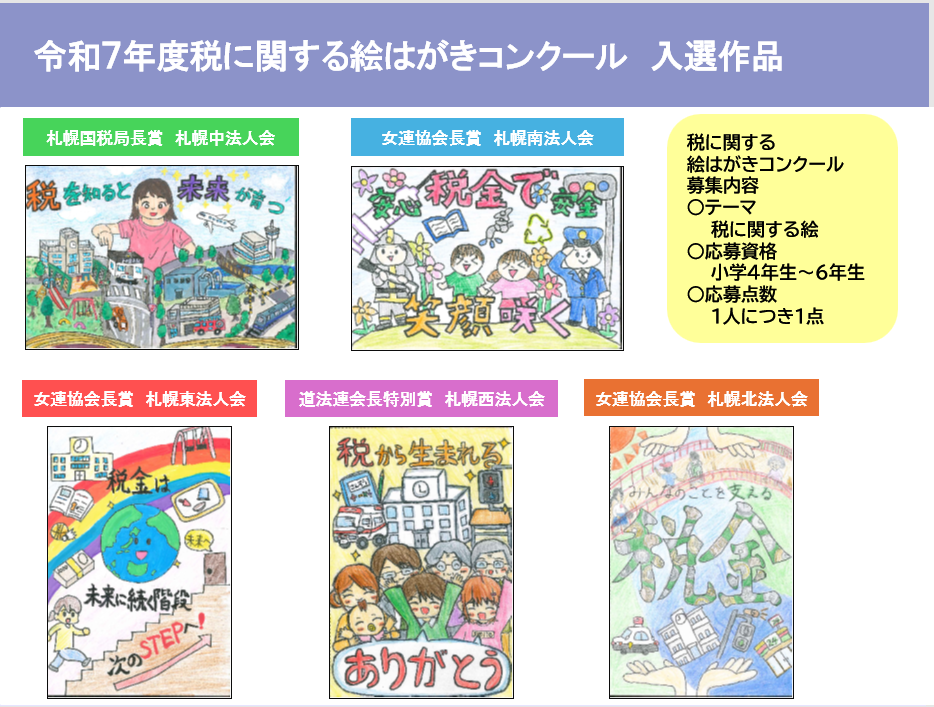 令和7年度税に関する絵はがきコンクール　入選作品
札幌国税局長賞　札幌中法人会
税を知ると
未来が育つ
女連協会長賞　札幌南法人会
税金で
安心
安全
笑顔咲く
税に関する
絵はがきコンクール
募集内容
〇テーマ
税に関する絵
〇応募資格
小学4年生～6年生
〇応募点数
1人につき1点
女連協会長賞　札幌東法人会
税金は
未来へ
未来に続く階段
次のSTEPへ!
道法連会長特別賞　札幌西法人会
税から生まれる
ありがとう
女連協会長賞　札幌北法人会
みんなのことを支える
税金